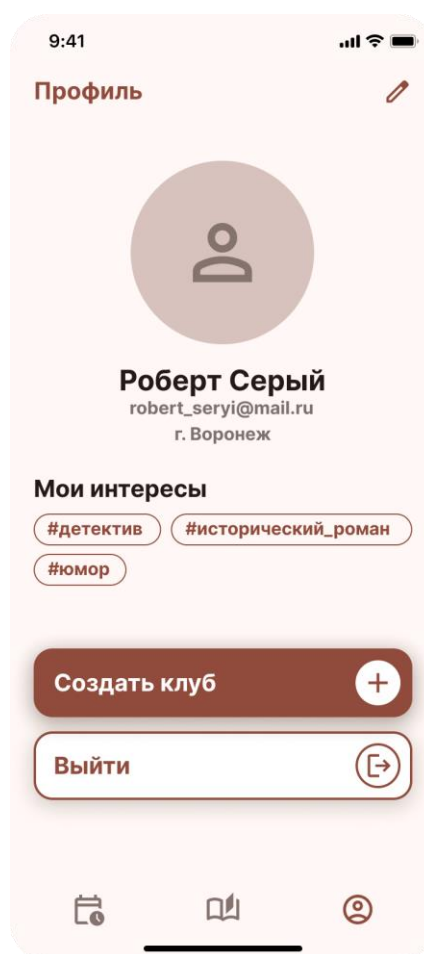 9:41
Профиль
Роберт Серый
robert_seryi@mail.ru
г. Воронеж
Мои интересы
#детектив #исторический_роман
#юмор
Создать клуб
Выйти